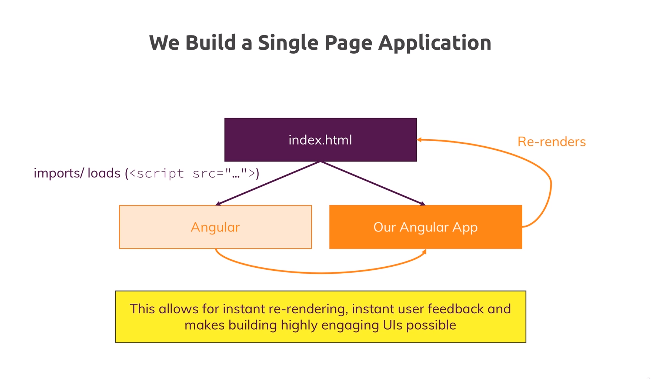 We Build a Single Page Application
index.html
Re-renders
imports/ loads (<script src="...">)
Angular
Our Angular App
This allows for instant re-rendering, instant user feedback and
makes building highly engaging UIs possible